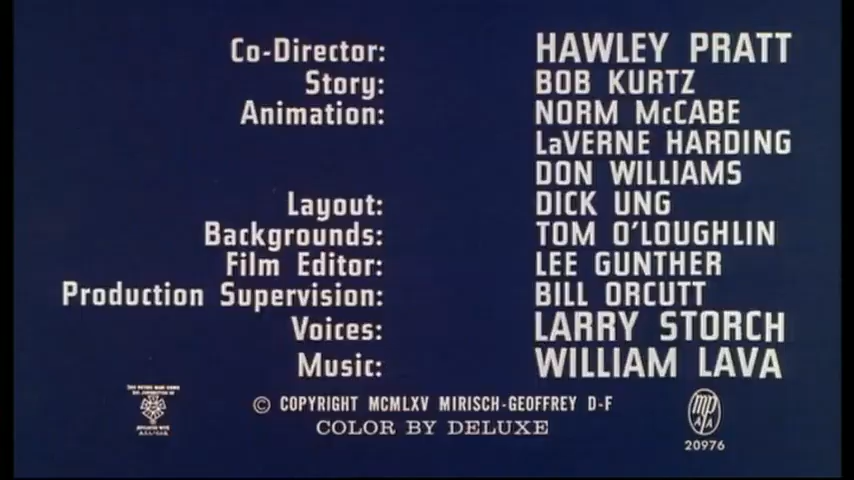 Co-Director: HAWLEY PRATT
Story: BOB KURTZ
Animation: NORM McCABE
LaVERNE HARDING
DON WILLIAMS
Layout: DICK UNG
Backgrounds: TOM O'LOUGHLIN
Film Editor: LEE GUNTHER
Production Supervision: BILL ORCUTT
Voices: LARRY STORCH
Music: WILLIAM LAVA
© COPYRIGHT MCMLXV MIRISCH-GEOFFREY D-F
COLOR BY DELUXE
20976